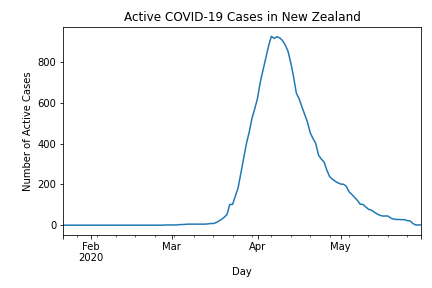 Active COVID-19 Cases in New Zealand
Number of Active Cases
800
600
400
200
0
Feb
2020
Mar
Apr
May
Day